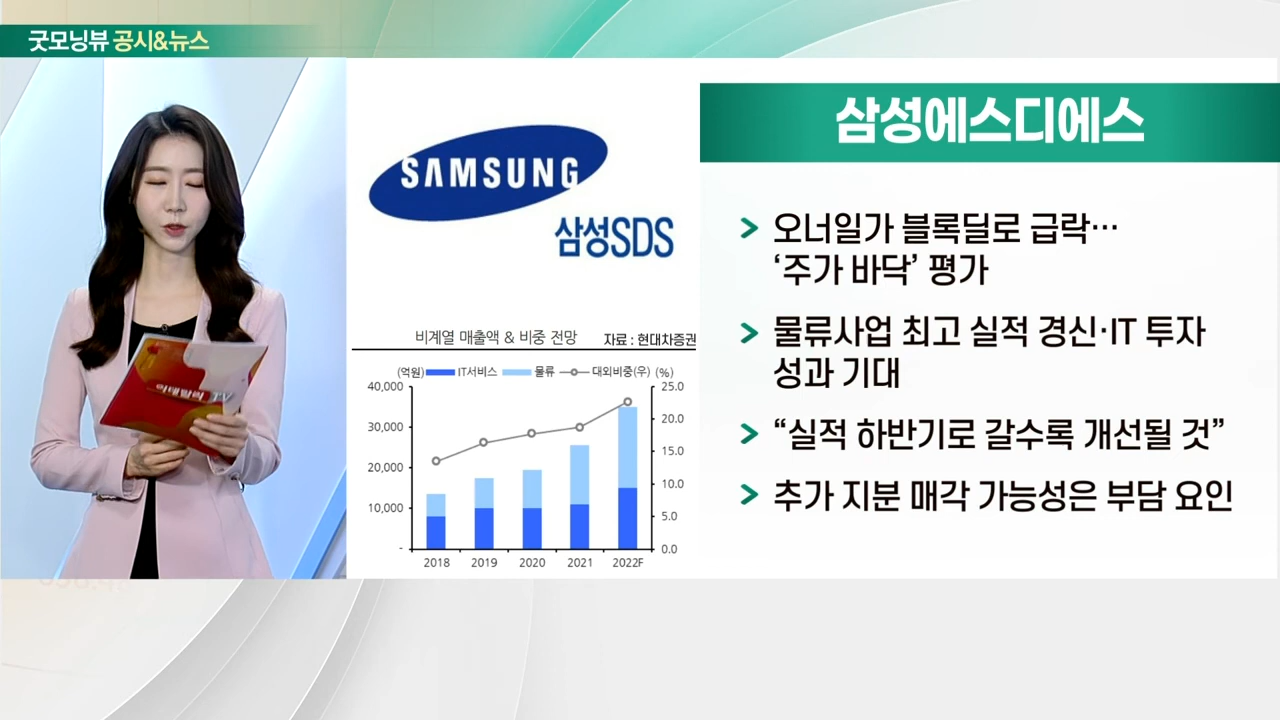 굿모닝뷰 공시&뉴스
삼성에스디에스
SAMSUNG
삼성SDS
> 오너일가 블록딜로 급락…
‘주가 바닥’ 평가
> 물류사업 최고 실적 경신·IT 투자
성과 기대
> “실적 하반기로 갈수록 개선될 것”
> 추가 지분 매각 가능성은 부담 요인
비계열 매출액 & 비중 전망 자료 : 현대차증권
(억원) IT서비스 물류 대외비중(우) (%)
40,000 25.0
20.0
30,000
15.0
20,000
10.0
10,000
5.0
- 0.0
2018 2019 2020 2021 2022F
이데일리 TV